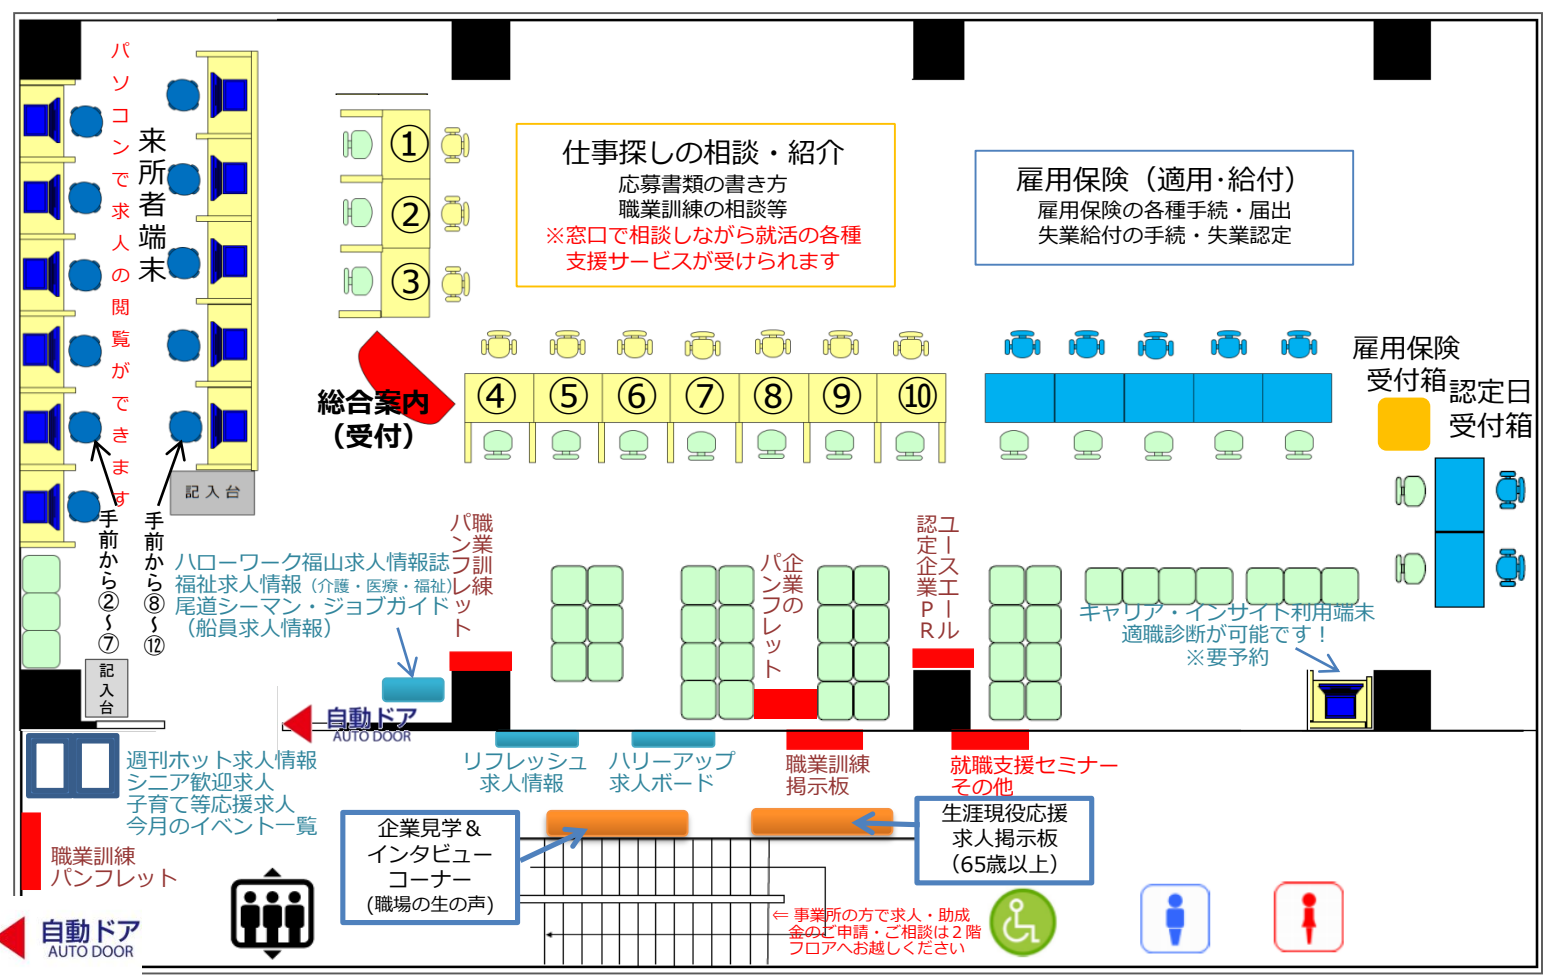 パソコンで求人の閲覧ができます
来所者端末
①
②
③
仕事探しの相談・紹介
応募書類の書き方
職業訓練の相談等
※窓口で相談しながら就活の各種
支援サービスが受けられます
雇用保険（適用・給付）
雇用保険の各種手続・届出
失業給付の手続・失業認定
総合案内
（受付）
④
⑤
⑥
⑦
⑧
⑨
⑩
雇用保険
受付箱
認定日
受付箱
記入台
手前から②～⑦
手前から⑧～⑫
記入台
ハローワーク福山求人情報誌
福祉求人情報（介護・医療・福祉）
尾道シーマン・ジョブガイド
（船員求人情報）
職業訓練
パンフレット
企業の
パンフレット
ユースエール
認定企業PR
キャリア・インサイト利用端末
適職診断が可能です！
※要予約
自動ドア
AUTO DOOR
週刊ホット求人情報
シニア歓迎求人
子育て等応援求人
今月のイベント一覧
リフレッシュ
求人情報
ハリーアップ
求人ボード
職業訓練
掲示板
就職支援セミナー
その他
企業見学＆
インタビュー
コーナー
(職場の生の声)
生涯現役応援
求人掲示板
（65歳以上）
職業訓練
パンフレット
自動ドア
AUTO DOOR
⇐ 事業所の方で求人・助成
金のご申請・ご相談は２階
フロアへお越しください